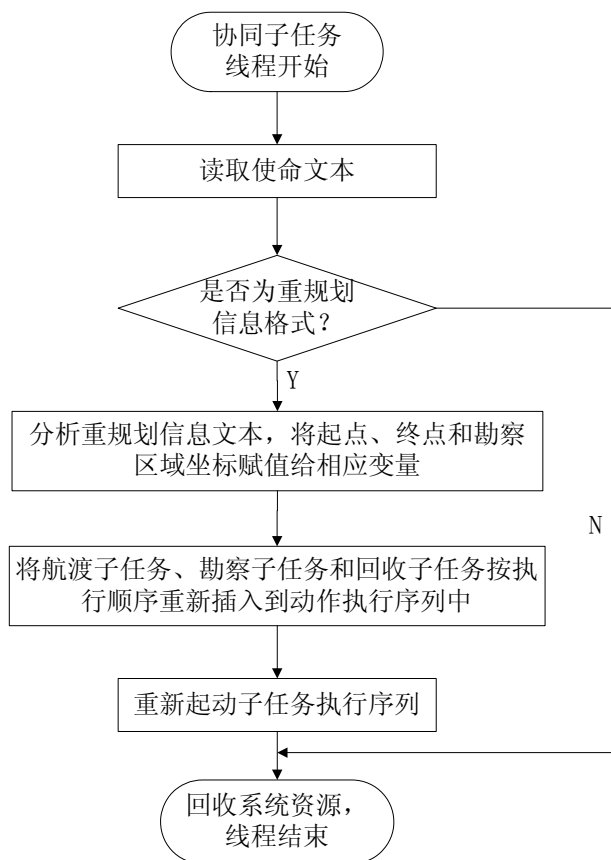 协同子任务
线程开始
读取使命文本
是否为重规划
信息格式？
Y
分析重规划信息文本，将起点、终点和勘察
区域坐标赋值给相应变量
N
将航渡子任务、勘察子任务和回收子任务按执
行顺序重新插入到动作执行序列中
重新起动子任务执行序列
回收系统资源，
线程结束